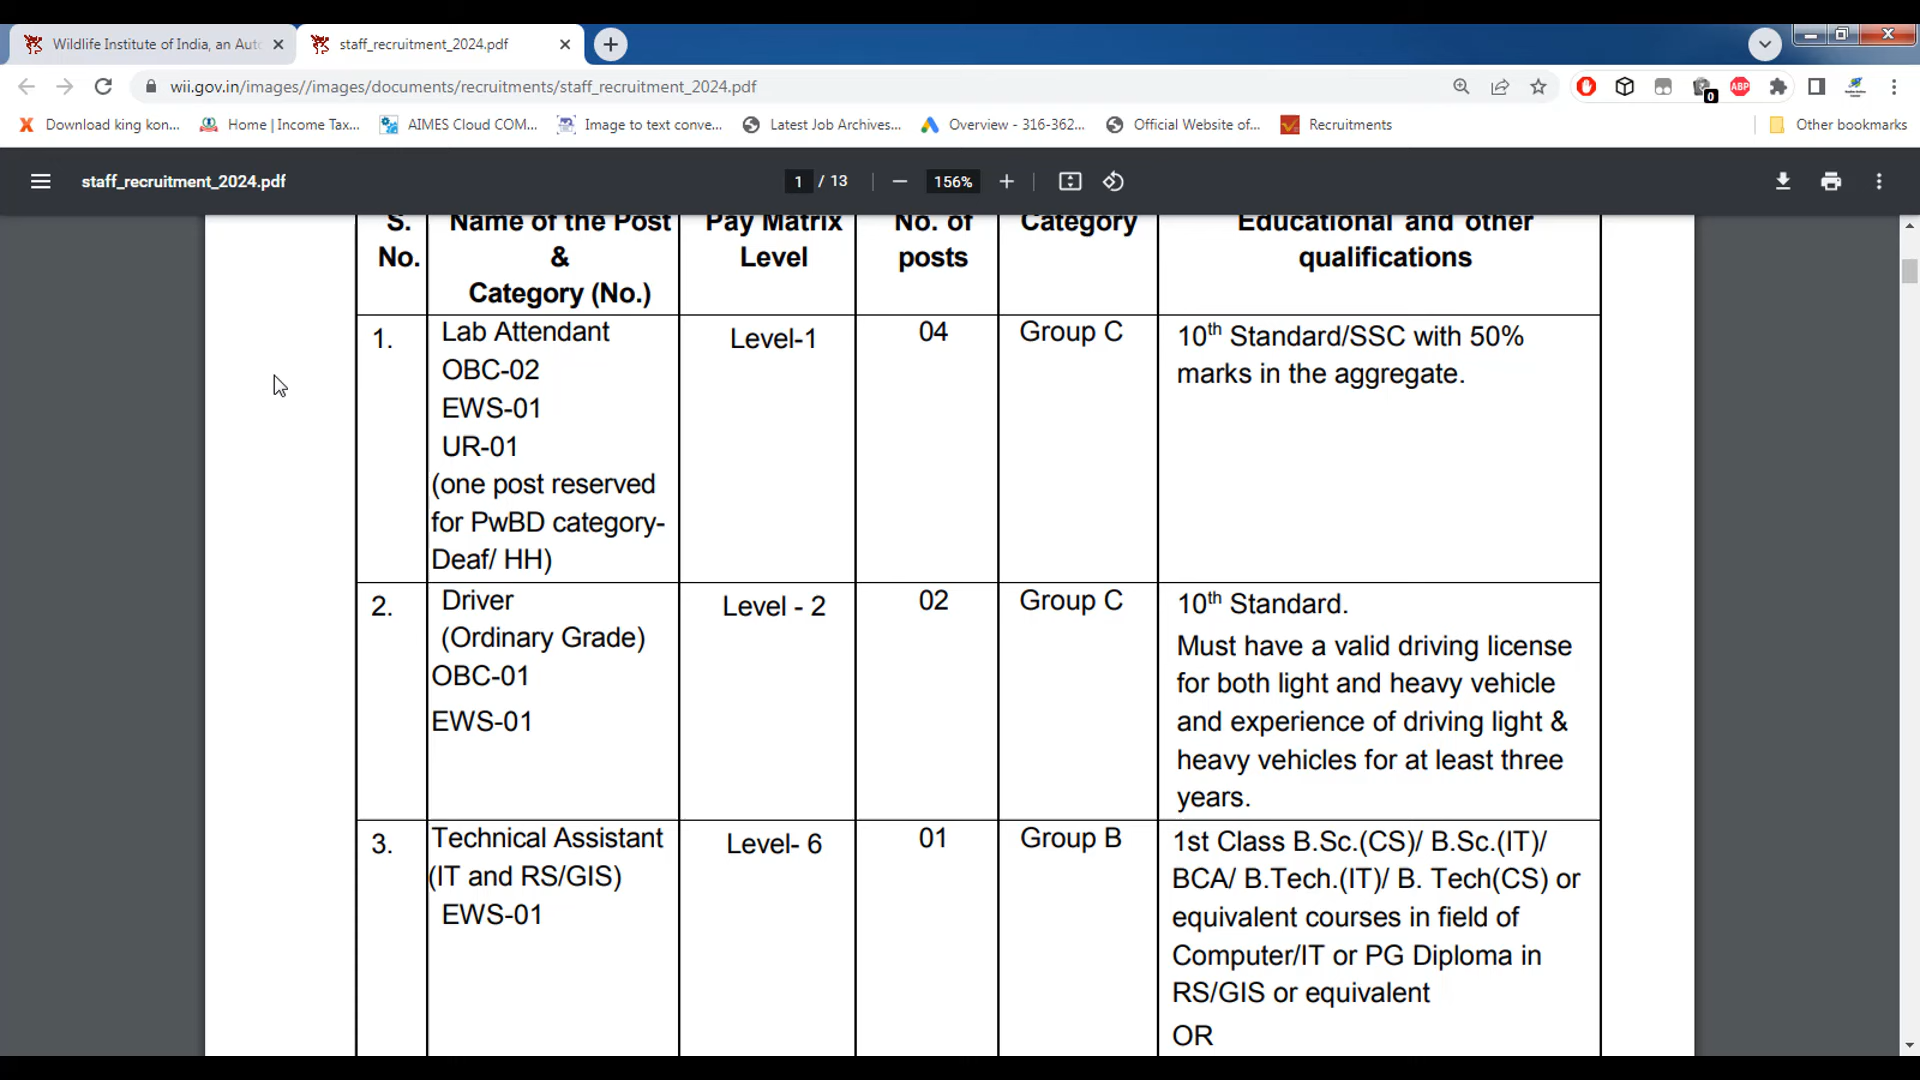 Wildlife Institute of India, an Auto
staff_recruitment_2024.pdf
wii.gov.in/images//images/documents/recruitments/staff_recruitment_2024.pdf
0
ABP
Download king kon...
Home | Income Tax...
AIMES Cloud COM...
Image to text conve...
Latest Job Archives...
Overview - 316-362...
Official Website of...
Recruitments
Other bookmarks
staff_recruitment_2024.pdf
1 / 13
156%
S. No.
Name of the Post & Category (No.)
Pay Matrix Level
No. of posts
Category
Educational and other qualifications
1.
Lab Attendant
OBC-02
EWS-01
UR-01
(one post reserved
for PwBD category-
Deaf/ HH)
Level-1
04
Group C
10th Standard/SSC with 50%
marks in the aggregate.
2.
Driver
(Ordinary Grade)
OBC-01
EWS-01
Level - 2
02
Group C
10th Standard.
Must have a valid driving license
for both light and heavy vehicle
and experience of driving light &
heavy vehicles for at least three
years.
3.
Technical Assistant
(IT and RS/GIS)
EWS-01
Level- 6
01
Group B
1st Class B.Sc.(CS)/ B.Sc.(IT)/
BCA/ B.Tech.(IT)/ B. Tech(CS) or
equivalent courses in field of
Computer/IT or PG Diploma in
RS/GIS or equivalent
OR